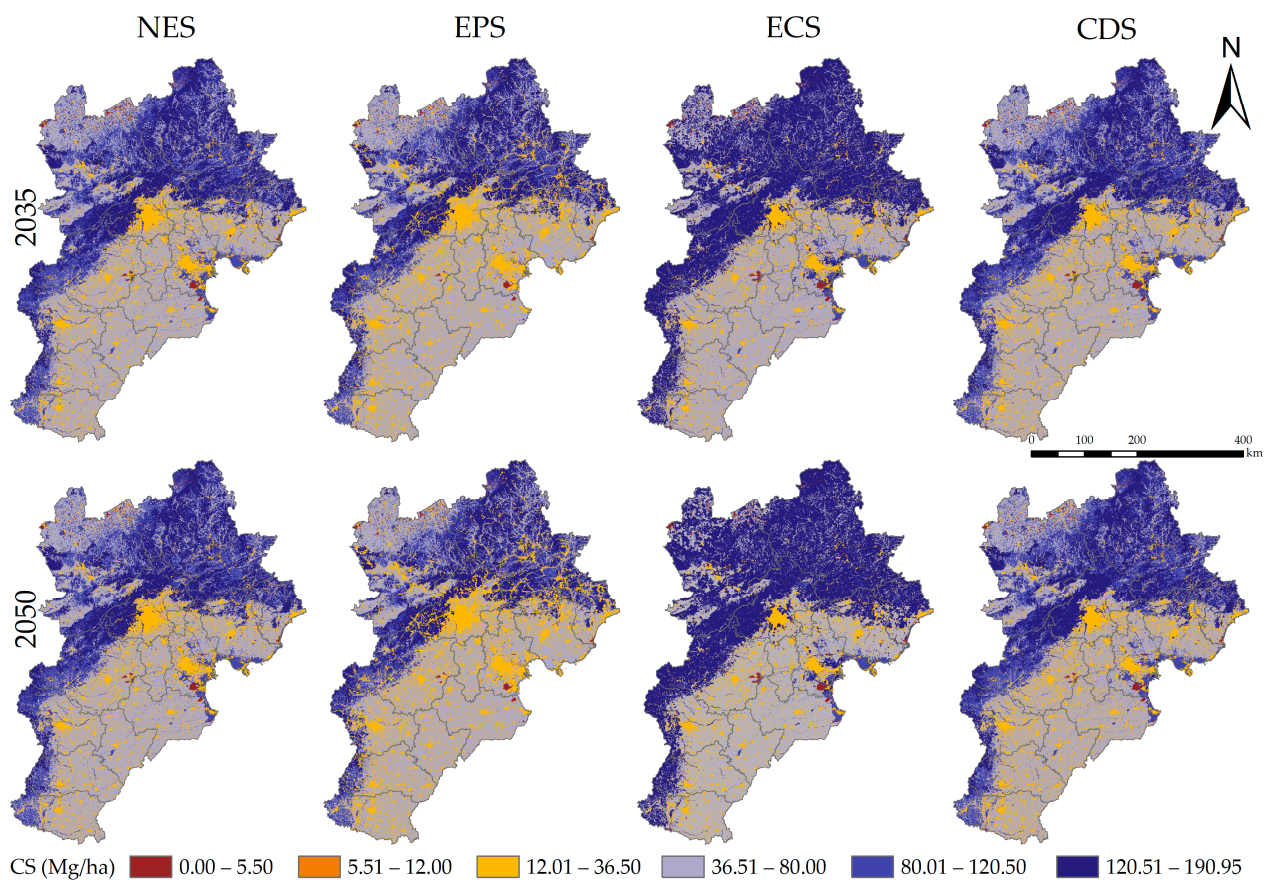 NES EPS ECS CDS
N
2035
0 100 200 400
km
2050
CS (Mg/ha) 0.00 – 5.50 5.51 – 12.00 12.01 – 36.50 36.51 – 80.00 80.01 – 120.50 120.51 – 190.95